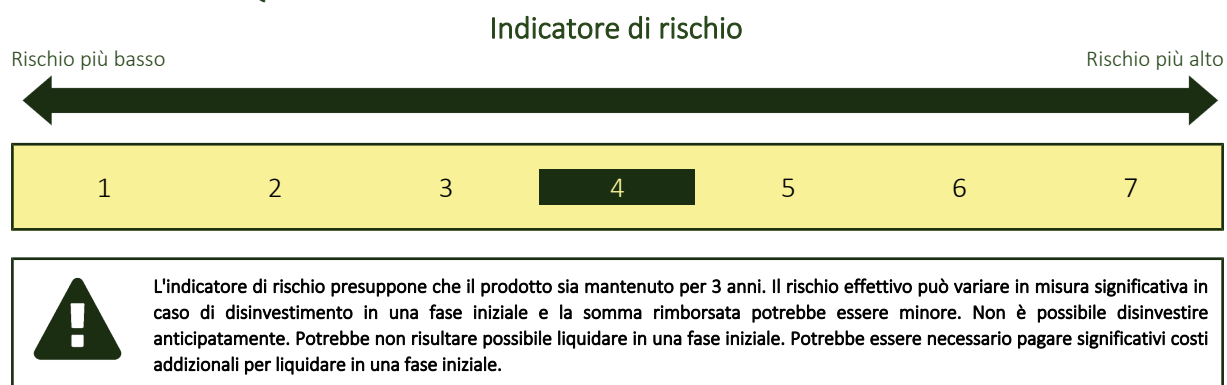 Indicatore di rischio
Rischio più basso
Rischio più alto
1 2 3 4 5 6 7
L'indicatore di rischio presuppone che il prodotto sia mantenuto per 3 anni. Il rischio effettivo può variare in misura significativa in
caso di disinvestimento in una fase iniziale e la somma rimborsata potrebbe essere minore. Non è possibile disinvestire
anticipatamente. Potrebbe non risultare possibile liquidare in una fase iniziale. Potrebbe essere necessario pagare significativi costi
addizionali per liquidare in una fase iniziale.